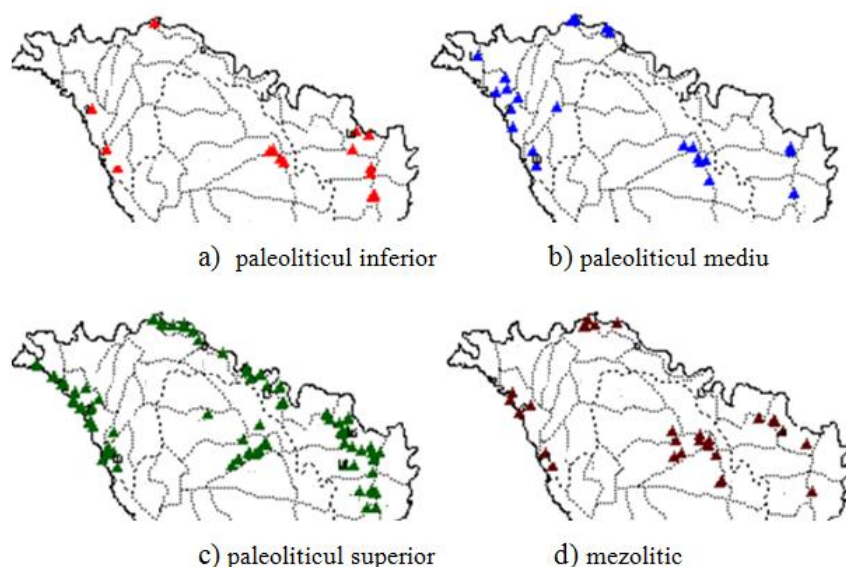 a) paleoliticul inferior
b) paleoliticul mediu
c) paleoliticul superior
d) mezolitic